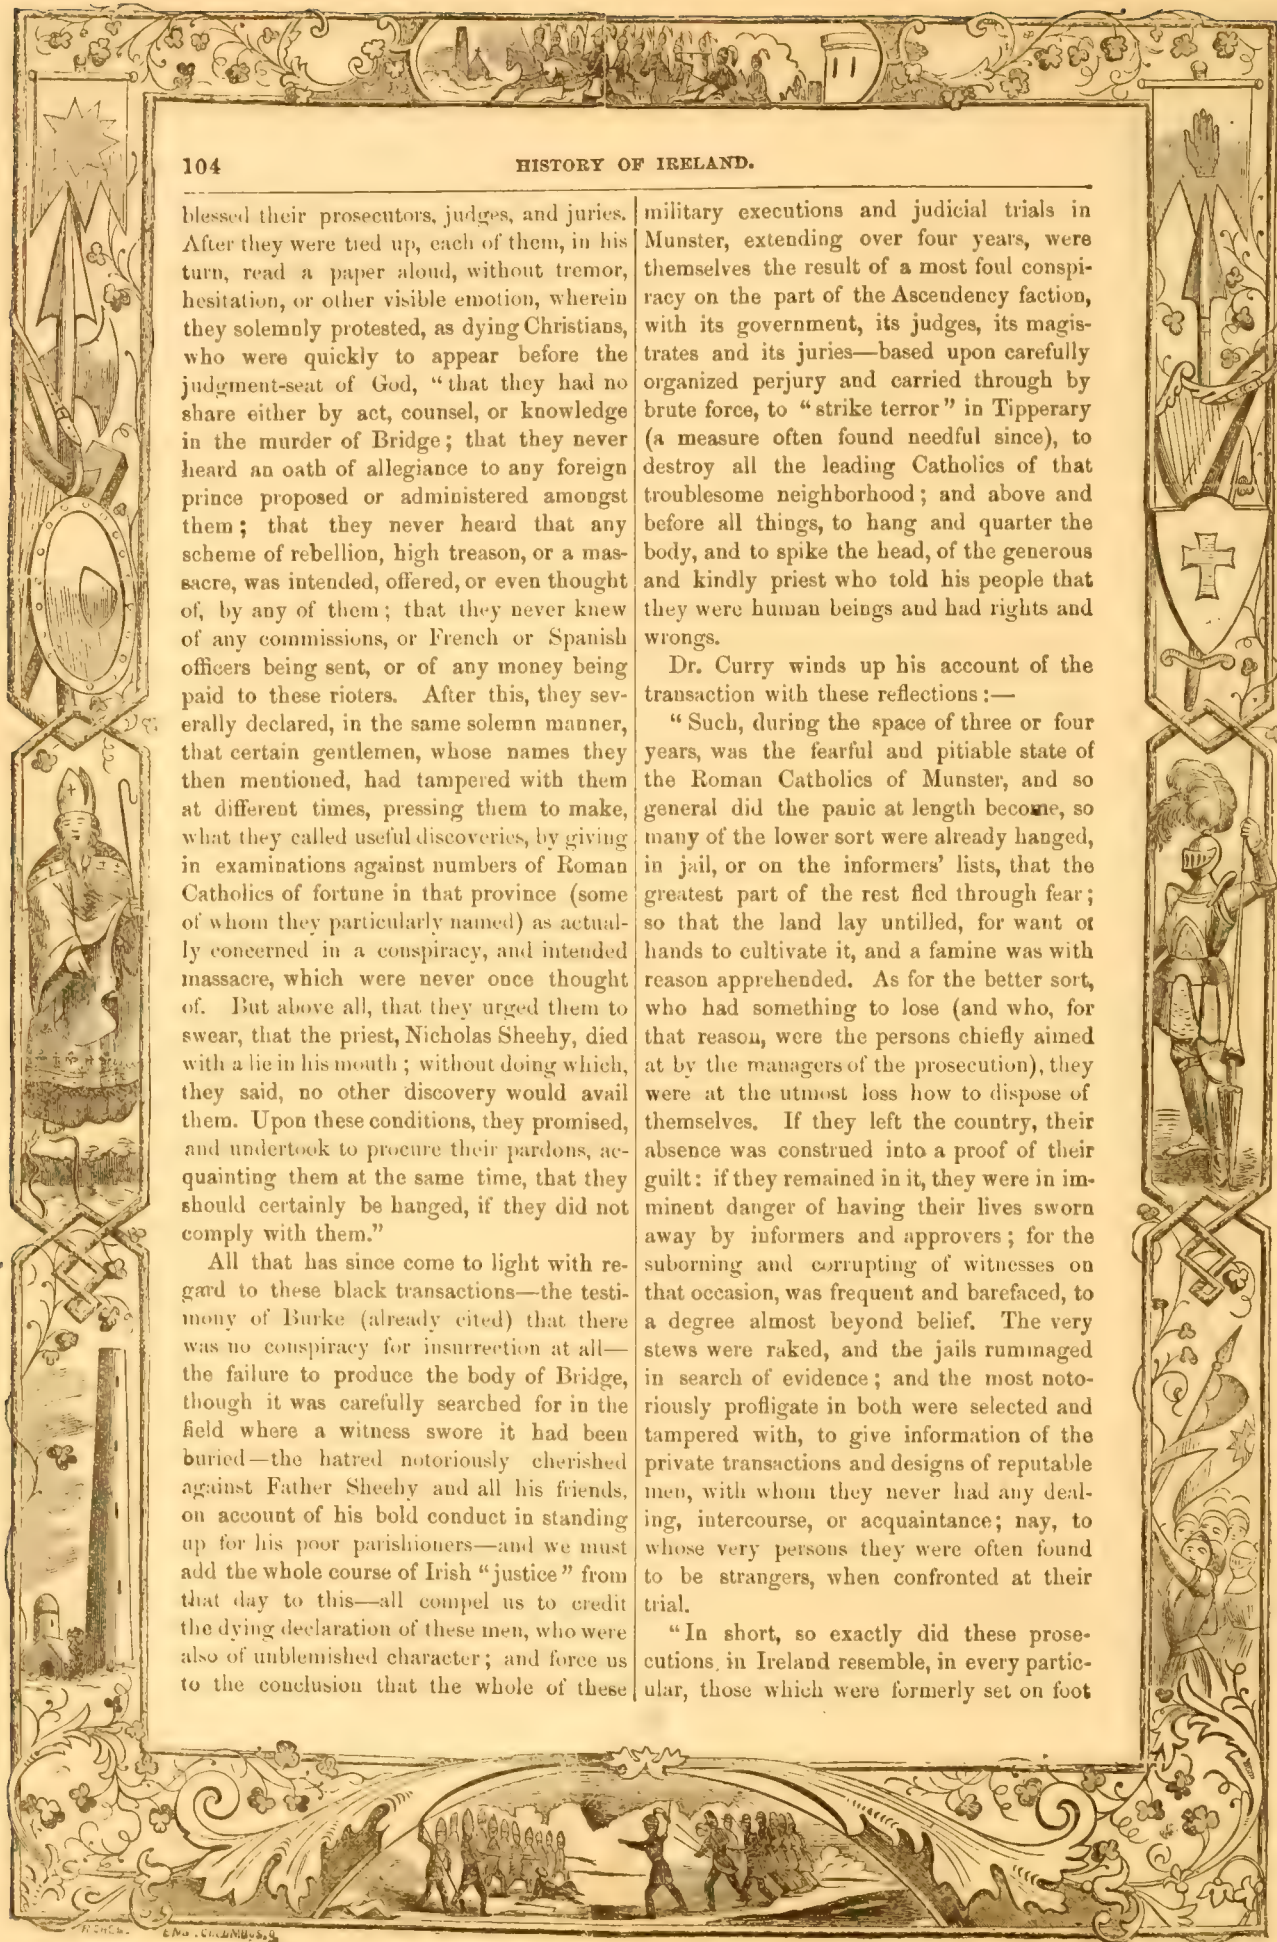 104
HISTORY OF IRELAND.
blessed their prosecutors, judges, and juries.
After they were tied up, each of them, in his
turn, read a paper aloud, without tremor,
hesitation, or other visible emotion, wherein
they solemnly protested, as dying Christians,
who were quickly to appear before the
judgment-seat of God, “that they had no
share either by act, counsel, or knowledge
in the murder of Bridge; that they never
heard an oath of allegiance to any foreign
prince proposed or administered amongst
them; that they never heard that any
scheme of rebellion, high treason, or a mas-
sacre, was intended, offered, or even thought
of, by any of them; that they never knew
of any commissions, or French or Spanish
officers being sent, or of any money being
paid to these rioters. After this, they sev-
erally declared, in the same solemn manner,
that certain gentlemen, whose names they
then mentioned, had tampered with them
at different times, pressing them to make,
what they called useful discoveries, by giving
in examinations against numbers of Roman
Catholics of fortune in that province (some
of whom they particularly named) as actual-
ly concerned in a conspiracy, and intended
massacre, which were never once thought
of. But above all, that they urged them to
swear, that the priest, Nicholas Sheehy, died
with a lie in his mouth; without doing which,
they said, no other discovery would avail
them. Upon these conditions, they promised,
and undertook to procure their pardons, ac-
quainting them at the same time, that they
should certainly be hanged, if they did not
comply with them.”
All that has since come to light with re-
gard to these black transactions—the testi-
mony of Burke (already cited) that there
was no conspiracy for insurrection at all—
the failure to produce the body of Bridge,
though it was carefully searched for in the
field where a witness swore it had been
buried—the hatred notoriously cherished
against Father Sheehy and all his friends,
on account of his bold conduct in standing
up for his poor parishioners—and we must
add the whole course of Irish “justice” from
that day to this—all compel us to credit
the dying declaration of these men, who were
also of unblemished character; and force us
to the conclusion that the whole of these
military executions and judicial trials in
Munster, extending over four years, were
themselves the result of a most foul conspi-
racy on the part of the Ascendency faction,
with its government, its judges, its magis-
trates and its juries—based upon carefully
organized perjury and carried through by
brute force, to “strike terror” in Tipperary
(a measure often found needful since), to
destroy all the leading Catholics of that
troublesome neighborhood; and above and
before all things, to hang and quarter the
body, and to spike the head, of the generous
and kindly priest who told his people that
they were human beings and had rights and
wrongs.
Dr. Curry winds up his account of the
transaction with these reflections:—
“Such, during the space of three or four
years, was the fearful and pitiable state of
the Roman Catholics of Munster, and so
general did the panic at length become, so
many of the lower sort were already hanged,
in jail, or on the informers’ lists, that the
greatest part of the rest fled through fear;
so that the land lay untilled, for want of
hands to cultivate it, and a famine was with
reason apprehended. As for the better sort,
who had something to lose (and who, for
that reason, were the persons chiefly aimed
at by the managers of the prosecution), they
were at the utmost loss how to dispose of
themselves. If they left the country, their
absence was construed into a proof of their
guilt: if they remained in it, they were in im-
minent danger of having their lives sworn
away by informers and approvers; for the
suborning and corrupting of witnesses on
that occasion, was frequent and barefaced, to
a degree almost beyond belief. The very
stews were raked, and the jails rummaged
in search of evidence; and the most noto-
riously profligate in both were selected and
tampered with, to give information of the
private transactions and designs of reputable
men, with whom they never had any deal-
ing, intercourse, or acquaintance; nay, to
whose very persons they were often found
to be strangers, when confronted at their
trial.
“In short, so exactly did these prose-
cutions, in Ireland resemble, in every partic-
ular, those which were formerly set on foot